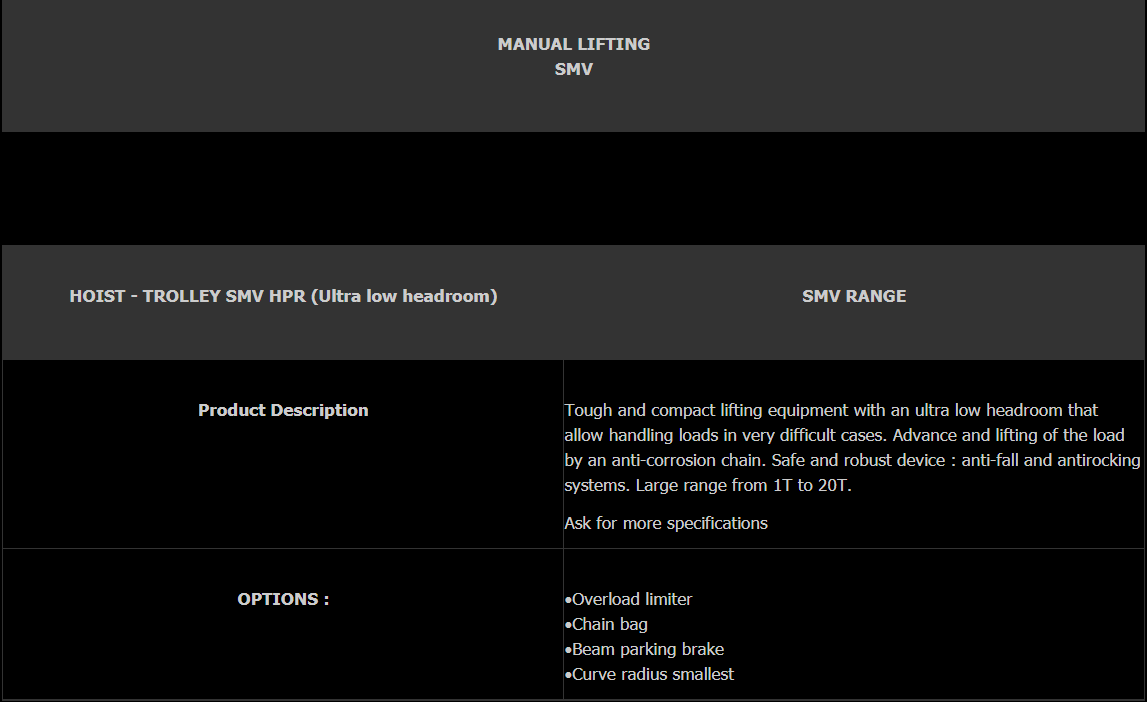 MANUAL LIFTING
SMV
HOIST - TROLLEY SMV HPR (Ultra low headroom)
SMV RANGE
Product Description
Tough and compact lifting equipment with an ultra low headroom that
allow handling loads in very difficult cases. Advance and lifting of the load
by an anti-corrosion chain. Safe and robust device : anti-fall and antirocking
systems. Large range from 1T to 20T.
Ask for more specifications
OPTIONS :
•Overload limiter
•Chain bag
•Beam parking brake
•Curve radius smallest